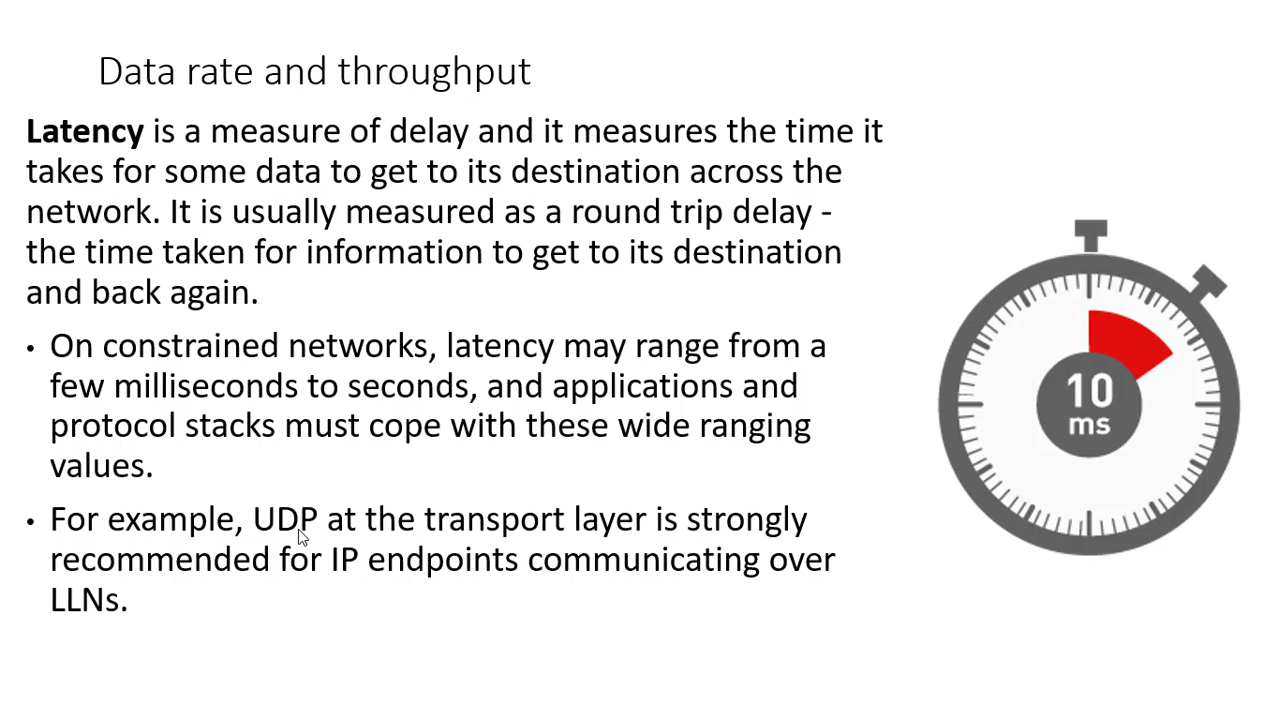 Data rate and throughput
Latency is a measure of delay and it measures the time it
takes for some data to get to its destination across the
network. It is usually measured as a round trip delay -
the time taken for information to get to its destination
and back again.
• On constrained networks, latency may range from a
few milliseconds to seconds, and applications and
protocol stacks must cope with these wide ranging
values.
• For example, UDP at the transport layer is strongly
recommended for IP endpoints communicating over
LLNs.
10
ms